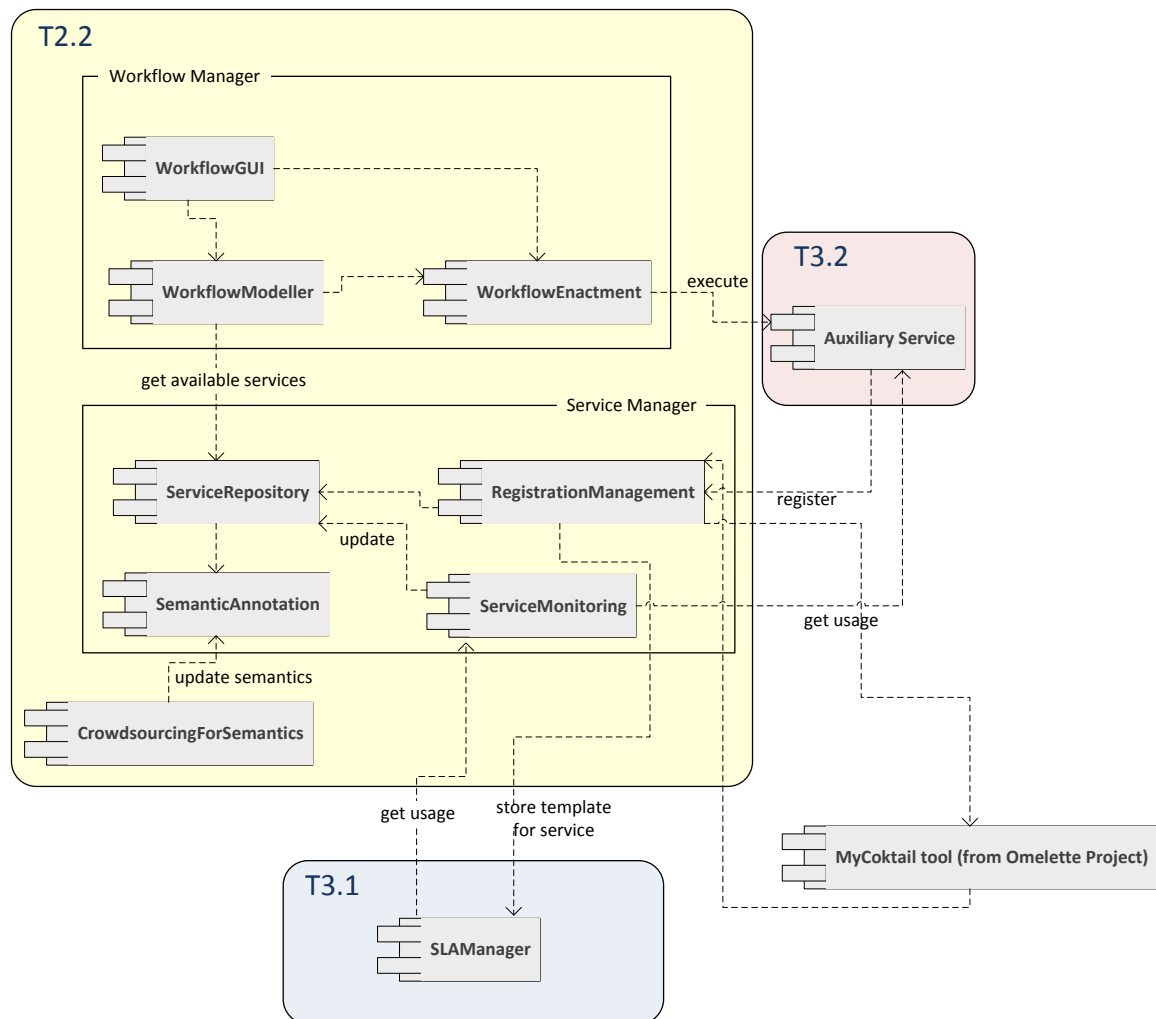 T2.2
Workflow Manager
WorkflowGUI
WorkflowModeller
WorkflowEnactment
execute
T3.2
Auxiliary Service
get available services
Service Manager
ServiceRepository
RegistrationManagement
register
update
SemanticAnnotation
ServiceMonitoring
get usage
update semantics
CrowdsourcingForSemantics
get usage
store template
for service
MyCoktail tool (from Omelette Project)
T3.1
SLAManager